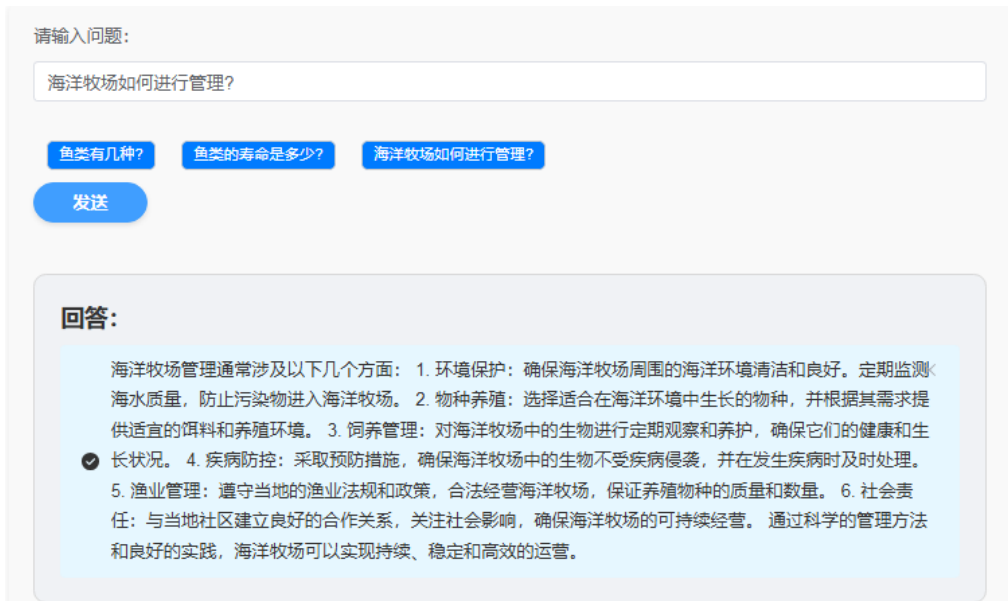 请输入问题：
海洋牧场如何进行管理?
鱼类有几种? 鱼类的寿命是多少? 海洋牧场如何进行管理?
发送
回答：
海洋牧场管理通常涉及以下几个方面： 1. 环境保护：确保海洋牧场周围的海洋环境清洁和良好。定期监测
海水质量，防止污染物进入海洋牧场。 2. 物种养殖：选择适合在海洋环境中生长的物种，并根据其需求提
供适宜的饵料和养殖环境。 3. 饲养管理：对海洋牧场中的生物进行定期观察和养护，确保它们的健康和生
长状况。 4. 疾病防控：采取预防措施，确保海洋牧场中的生物不受疾病侵袭，并在发生疾病时及时处理。
5. 渔业管理：遵守当地的渔业法规和政策，合法经营海洋牧场，保证养殖物种的质量和数量。 6. 社会责
任：与当地社区建立良好的合作关系，关注社会影响，确保海洋牧场的可持续经营。 通过科学的管理方法
和良好的实践，海洋牧场可以实现持续、稳定和高效的运营。